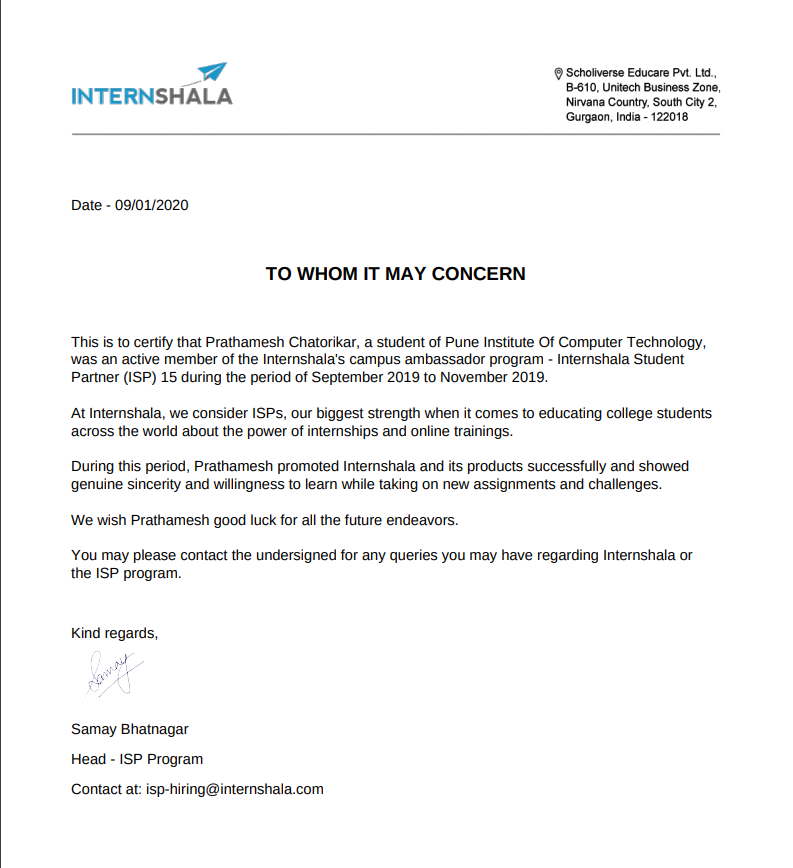 INTERNSHALA
Scholiverse Educare Pvt. Ltd.,
B-610, Unitech Business Zone,
Nirvana Country, South City 2,
Gurgaon, India - 122018
Date - 09/01/2020
TO WHOM IT MAY CONCERN
This is to certify that Prathamesh Chatorikar, a student of Pune Institute Of Computer Technology,
was an active member of the Internshala's campus ambassador program - Internshala Student
Partner (ISP) 15 during the period of September 2019 to November 2019.
At Internshala, we consider ISPs, our biggest strength when it comes to educating college students
across the world about the power of internships and online trainings.
During this period, Prathamesh promoted Internshala and its products successfully and showed
genuine sincerity and willingness to learn while taking on new assignments and challenges.
We wish Prathamesh good luck for all the future endeavors.
You may please contact the undersigned for any queries you may have regarding Internshala or
the ISP program.
Kind regards,
Samay
Samay Bhatnagar
Head - ISP Program
Contact at: isp-hiring@internshala.com